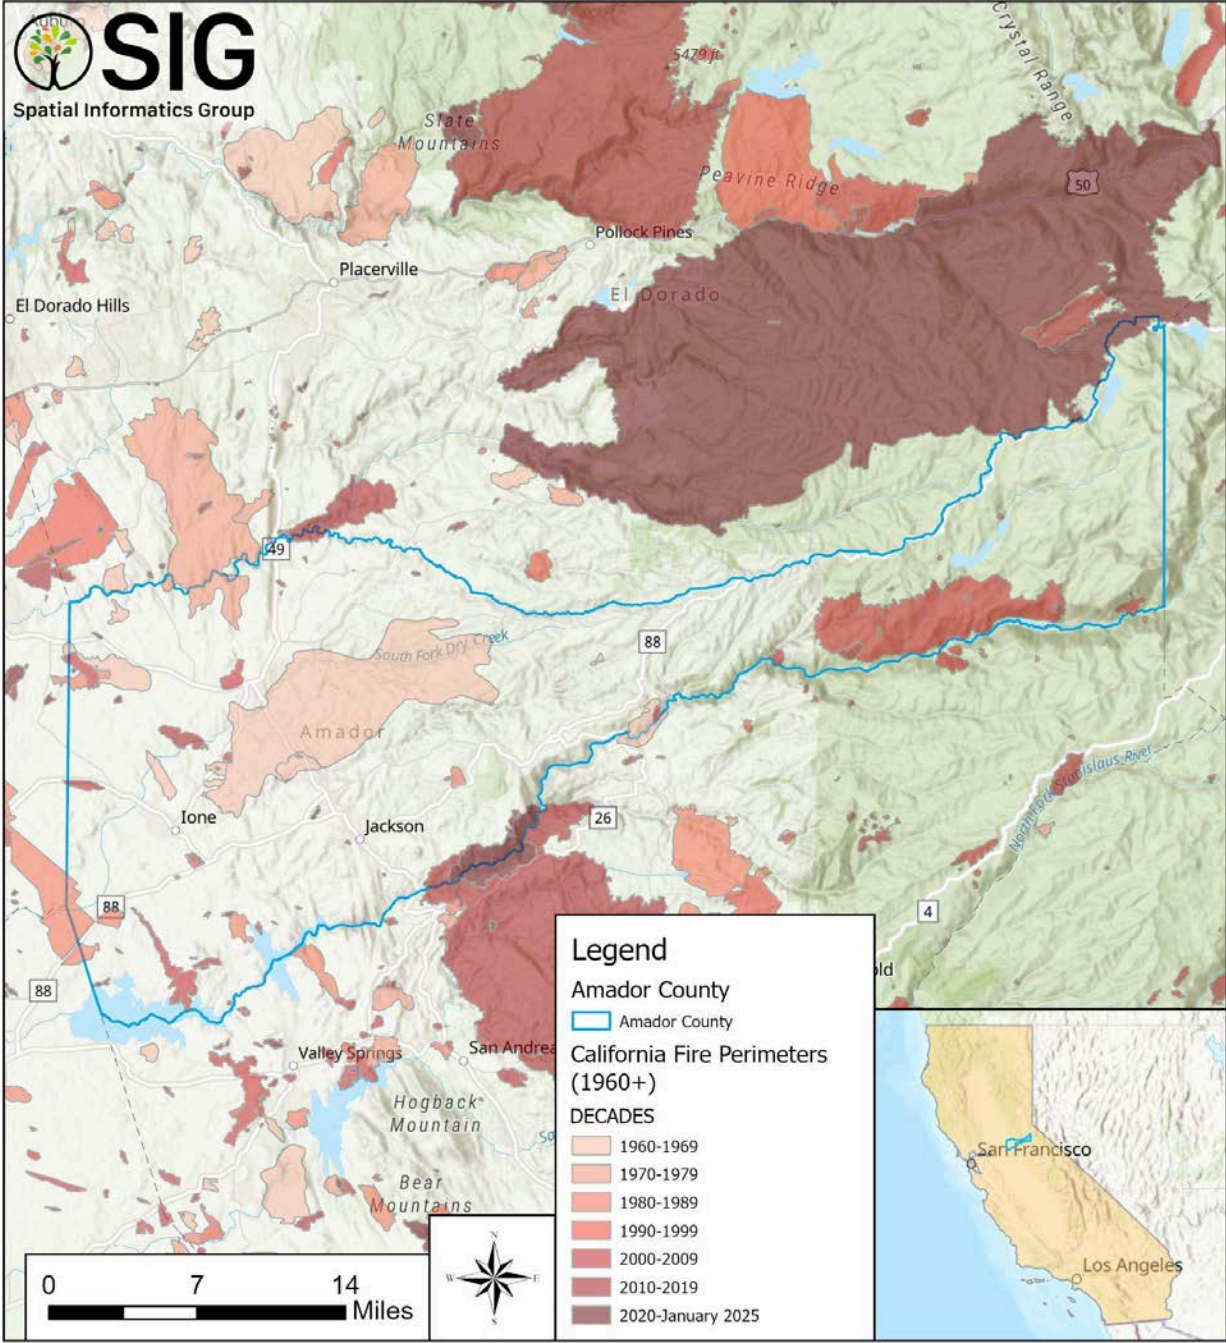 Auburn
SIG
Spatial Informatics Group
5479 ft
Crystal Range
Slate
Mountains
Peavine Ridge
50
Pollock Pines
Placerville
El Dorado
El Dorado Hills
49
South Fork Dry Creek
88
Amador
Ione
Jackson
26
North Fork Stanislaus River
88
4
88
old
Valley Springs
San Andrea
Hogback
Mountain
So
Bear
Mountains
Legend
Amador County
Amador County
California Fire Perimeters
(1960+)
DECADES
1960-1969
1970-1979
1980-1989
1990-1999
2000-2009
2010-2019
2020-January 2025
N
W
E
S
0 7 14
Miles
San Francisco
Los Angeles